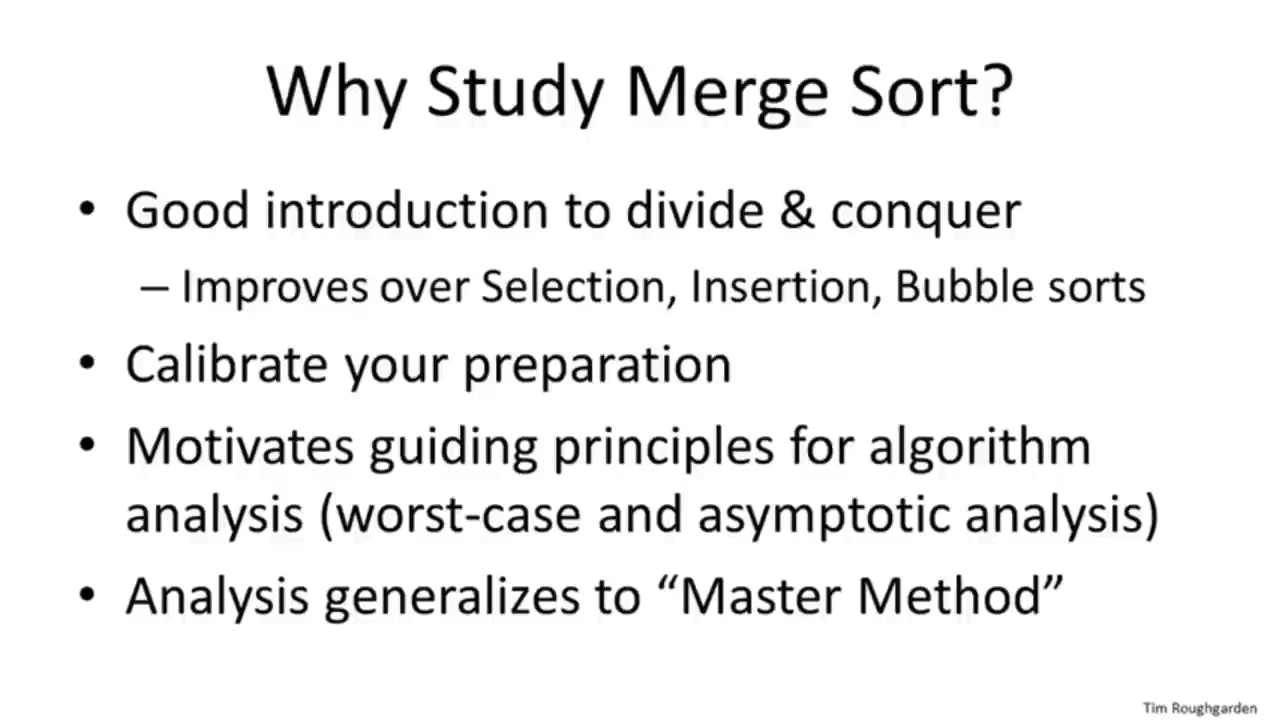 Why Study Merge Sort?
• Good introduction to divide & conquer
– Improves over Selection, Insertion, Bubble sorts
• Calibrate your preparation
• Motivates guiding principles for algorithm
analysis (worst-case and asymptotic analysis)
• Analysis generalizes to “Master Method”
Tim Roughgarden